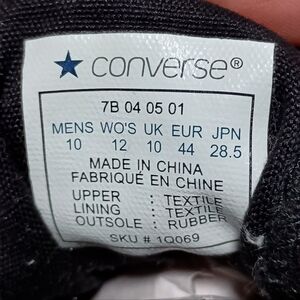 CONVERSE®
7B 04 05 01
MENS WO'S UK EUR JPN
10 12 10 44 28.5
MADE IN CHINA
FABRIQUÉ EN CHINE
UPPER : TEXTILE
LINING : TEXTILE
OUTSOLE : RUBBER
SKU # 1Q069